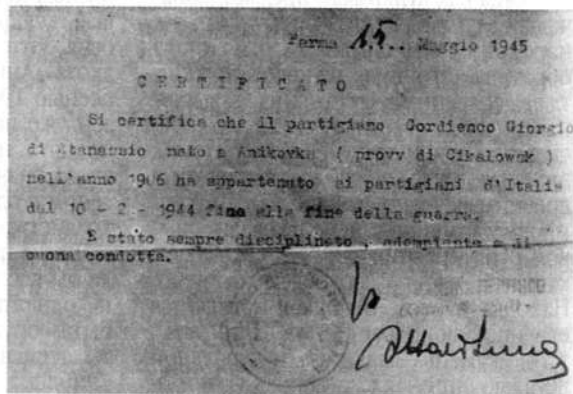 Parma 15.. Maggio 1945
CERTIFICATO
Si certifica che il partigiano Gordienco Giorgio
di Atanassio nato a Anikovka ( provv di Cikalowsk )
nell'anno 1906 ha appartenuto ai partigiani d'Italia
dal 10 - 2 - 1944 fino alla fine della guerra.
E stato sempre disciplinato , adempiente e di
buona condotta.